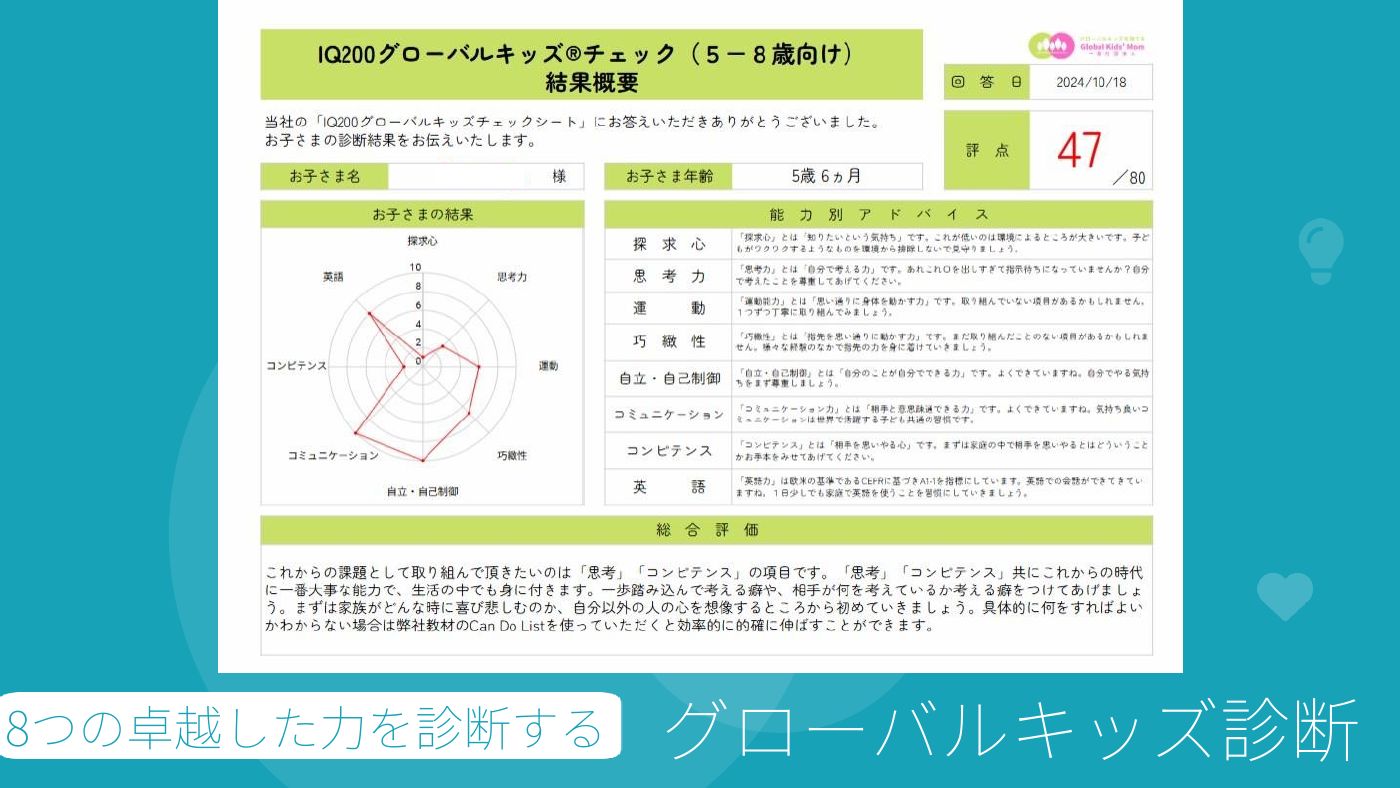 IQ200グローバルキッズ®チェック（５－８歳向け）
結果概要
Global Kids' Mom
回答日
2024/10/18
当社の「IQ200グローバルキッズチェックシート」にお答えいただきありがとうございました。
お子さまの診断結果をお伝えいたします。
評点
47
／80
お子さま名
様
お子さま年齢
5歳 6ヵ月
お子さまの結果
探求心
英語
思考力
10
8
6
4
2
0
コンピテンス
運動
コミュニケーション
巧緻性
自立・自己制御
能力別アドバイス
探求心
「探求心」とは「知りたいという気持ち」です。これが低いのは環境によるところが大きいです。子ど
もがワクワクするようなものを環境から排除しないで見守りましょう。
思考力
「思考力」とは「自分で考える力」です。あれこれ口を出しすぎて指示待ちになっていませんか？自分
で考えたことを尊重してあげてください。
運動
「運動能力」とは「思い通りに身体を動かす力」です。取り組んでいない項目があるかもしれません。
１つずつ丁寧に取り組んでみましょう。
巧緻性
「巧緻性」とは「指先を思い通りに動かす力」です。まだ取り組んだことのない項目があるかもしれま
せん。様々な経験のなかで指先の力を身に着けていきましょう。
自立・自己制御
「自立・自己制御」とは「自分のことが自分でできる力」です。よくできていますね。自分でやる気持
ちをまず尊重しましょう。
コミュニケーション
「コミュニケーション力」とは「相手と意思疎通できる力」です。よくできていますね。気持ち良いコ
ミュニケーションは世界で活躍する子ども共通の習慣です。
コンピテンス
「コンピテンス」とは「相手を思いやる心」です。まずは家庭の中で相手を思いやるとはどういうこと
かお手本をみせてあげてください。
英語
「英語力」は欧米の基準であるCEFRに基づきA1-1を指標にしています。英語での会話ができてきてい
ますね。１日少しでも家庭で英語を使うことを習慣にしていきましょう。
総合評価
これからの課題として取り組んで頂きたいのは「思考」「コンピテンス」の項目です。「思考」「コンピテンス」共にこれからの時代
に一番大事な能力で、生活の中でも身に付きます。一歩踏み込んで考える癖や、相手が何を考えているか考える癖をつけてあげましょ
う。まずは家族がどんな時に喜び悲しむのか、自分以外の人の心を想像するところから初めていきましょう。具体的に何をすればよい
かわからない場合は弊社教材のCan Do Listを使っていただくと効率的に的確に伸ばすことができます。
8つの卓越した力を診断する
グローバルキッズ診断